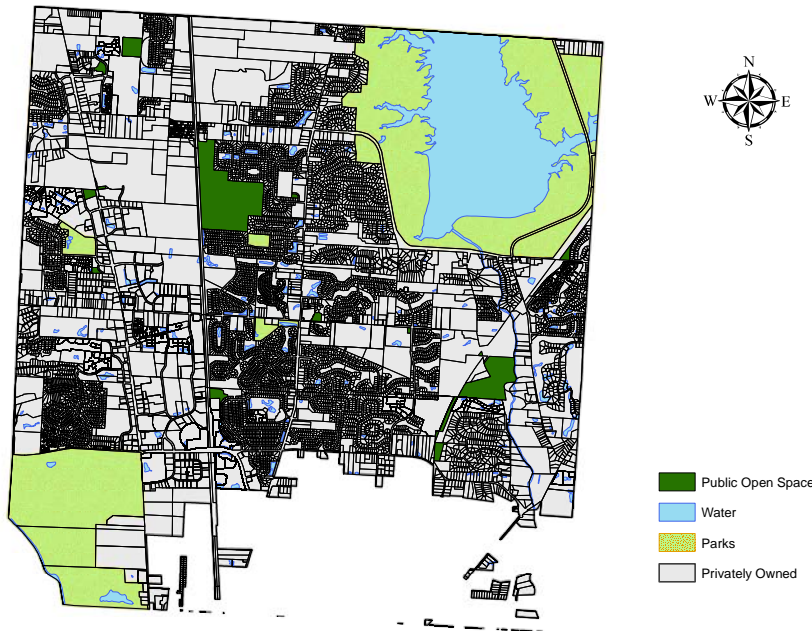 N
W E
S
Public Open Space
Water
Parks
Privately Owned